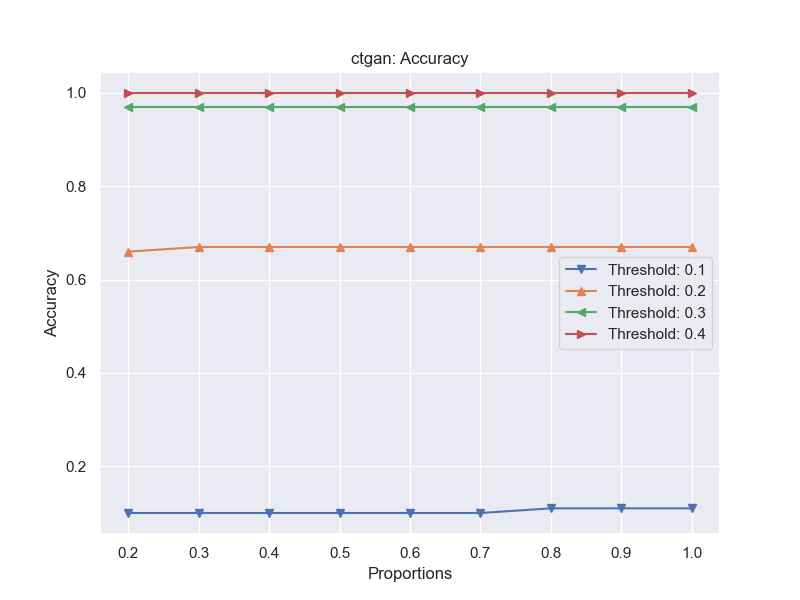 ctgan: Accuracy
1.0
0.8
0.6
0.4
0.2
Accuracy
Threshold: 0.1
Threshold: 0.2
Threshold: 0.3
Threshold: 0.4
0.2 0.3 0.4 0.5 0.6 0.7 0.8 0.9 1.0
Proportions